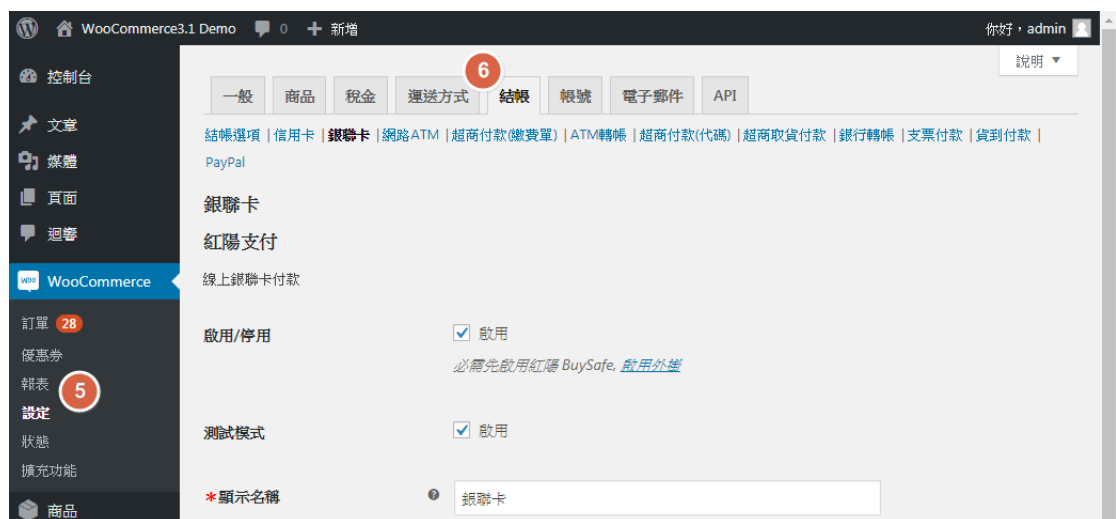 WooCommerce3.1 Demo 0 新增 你好，admin
說明 ▼
控制台
文章
媒體
頁面
迴響
WooCommerce
訂單 28
優惠券
報表
5
設定
狀態
擴充功能
商品
6
一般 商品 稅金 運送方式 結帳 帳號 電子郵件 API
結帳選項 | 信用卡 | 銀聯卡 | 網路ATM | 超商付款(繳費單) | ATM轉帳 | 超商付款(代碼) | 超商取貨付款 | 銀行轉帳 | 支票付款 | 貨到付款 |
PayPal
銀聯卡
紅陽支付
線上銀聯卡付款
啟用/停用 啟用
必需先啟用紅陽 BuySafe, 啟用外掛
測試模式 啟用
*顯示名稱 銀聯卡